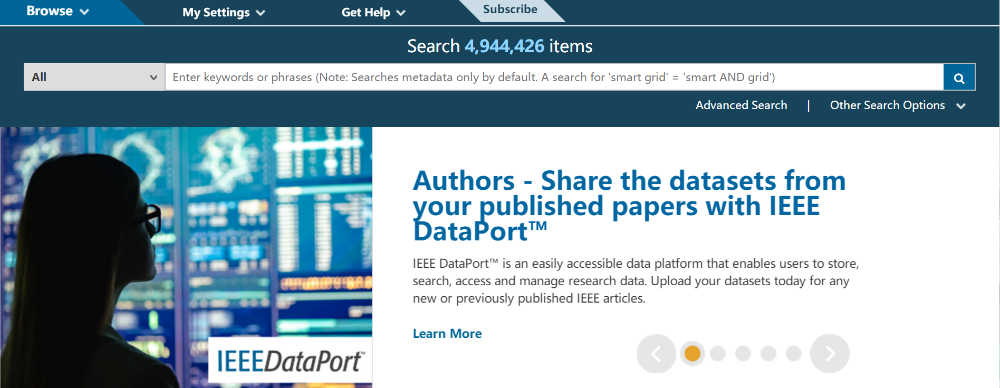 Browse
My Settings
Get Help
Subscribe
Search 4,944,426 items
All
Enter keywords or phrases (Note: Searches metadata only by default. A search for 'smart grid' = 'smart AND grid')
Advanced Search | Other Search Options
Authors - Share the datasets from
your published papers with IEEE
DataPort™
IEEE DataPort™ is an easily accessible data platform that enables users to store,
search, access and manage research data. Upload your datasets today for any
new or previously published IEEE articles.
Learn More
IEEEDataPort™